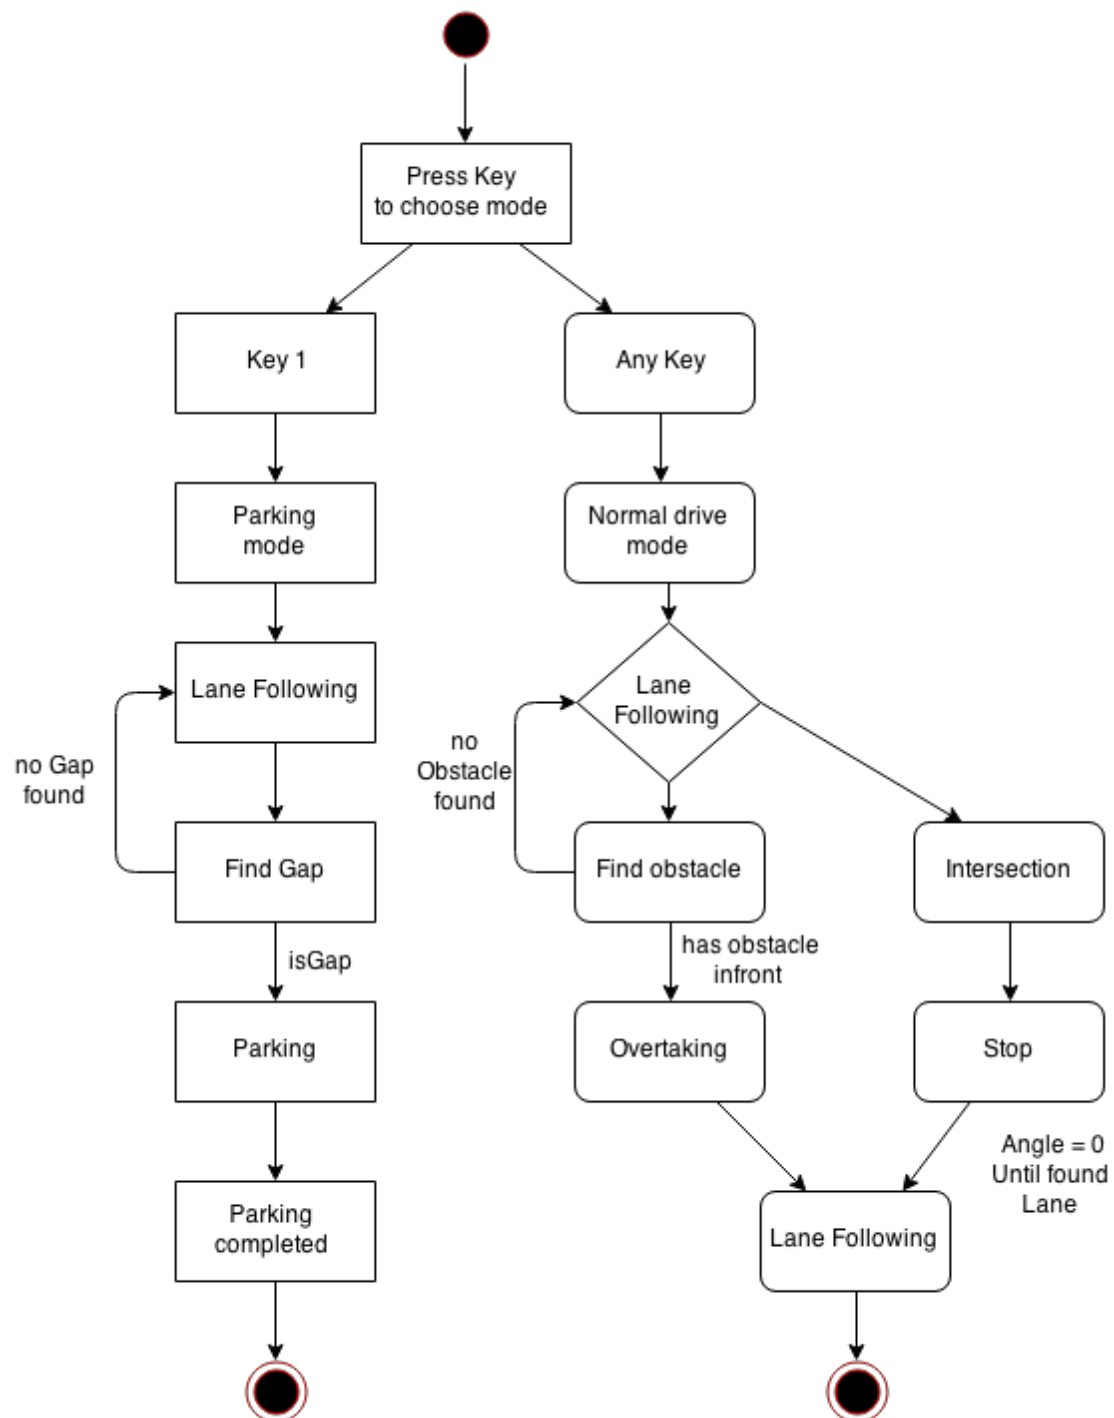 Press Key
to choose mode
Key 1
Any Key
Parking
mode
Normal drive
mode
Lane Following
Lane
Following
no Gap
found
no
Obstacle
found
Find Gap
Find obstacle
Intersection
isGap
has obstacle
infront
Parking
Overtaking
Stop
Angle = 0
Until found
Lane
Parking
completed
Lane Following